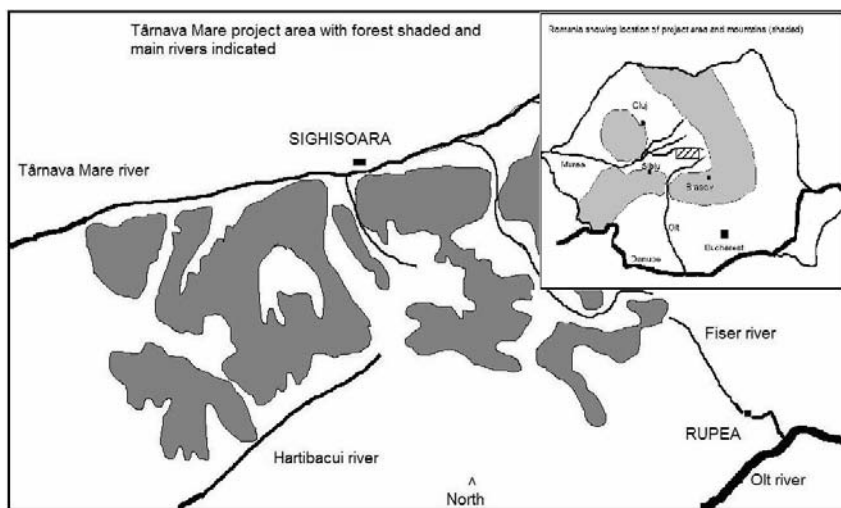 Târnava Mare project area with forest shaded and
main rivers indicated
Romania showing location of project area and mountains (shaded)
Cluj
SIGHISOARA
Târnava Mare river
Mures
Sibiu
Brasov
Olt
Bucharest
Danube
Fiser river
RUPEA
Hartibacui river
Olt river
^
North